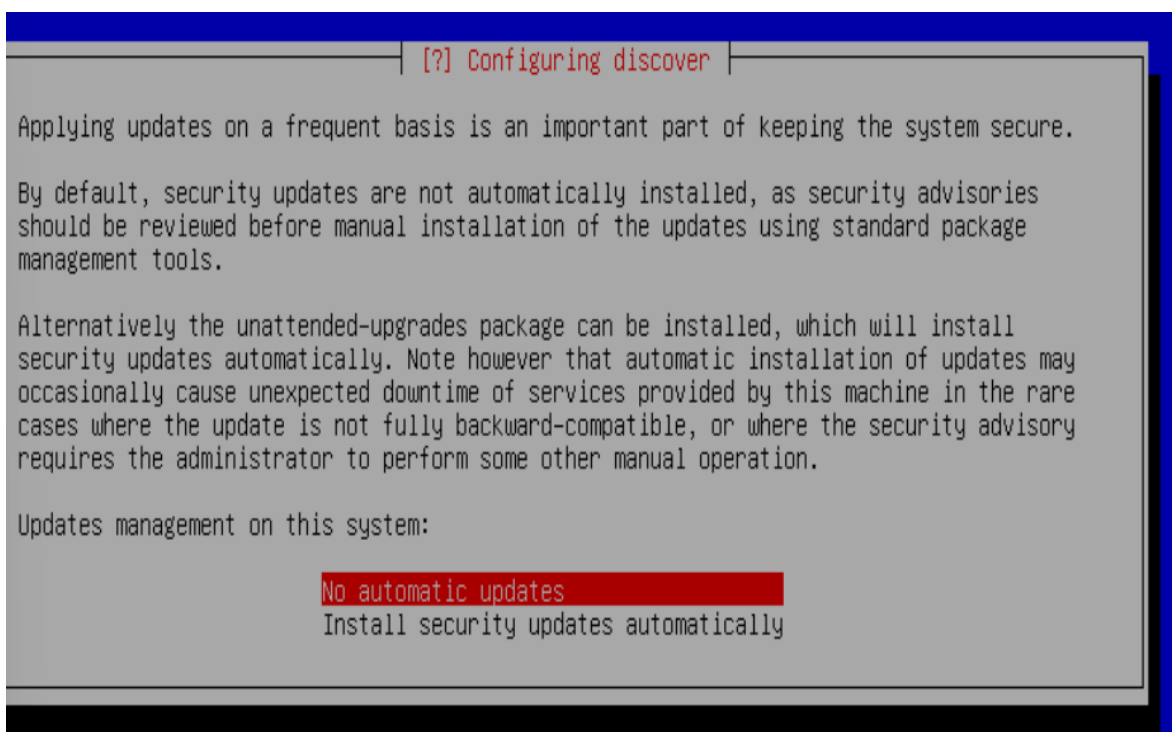 [?] Configuring discover
Applying updates on a frequent basis is an important part of keeping the system secure.
By default, security updates are not automatically installed, as security advisories
should be reviewed before manual installation of the updates using standard package
management tools.
Alternatively the unattended-upgrades package can be installed, which will install
security updates automatically. Note however that automatic installation of updates may
occasionally cause unexpected downtime of services provided by this machine in the rare
cases where the update is not fully backward-compatible, or where the security advisory
requires the administrator to perform some other manual operation.
Updates management on this system:
No automatic updates
Install security updates automatically